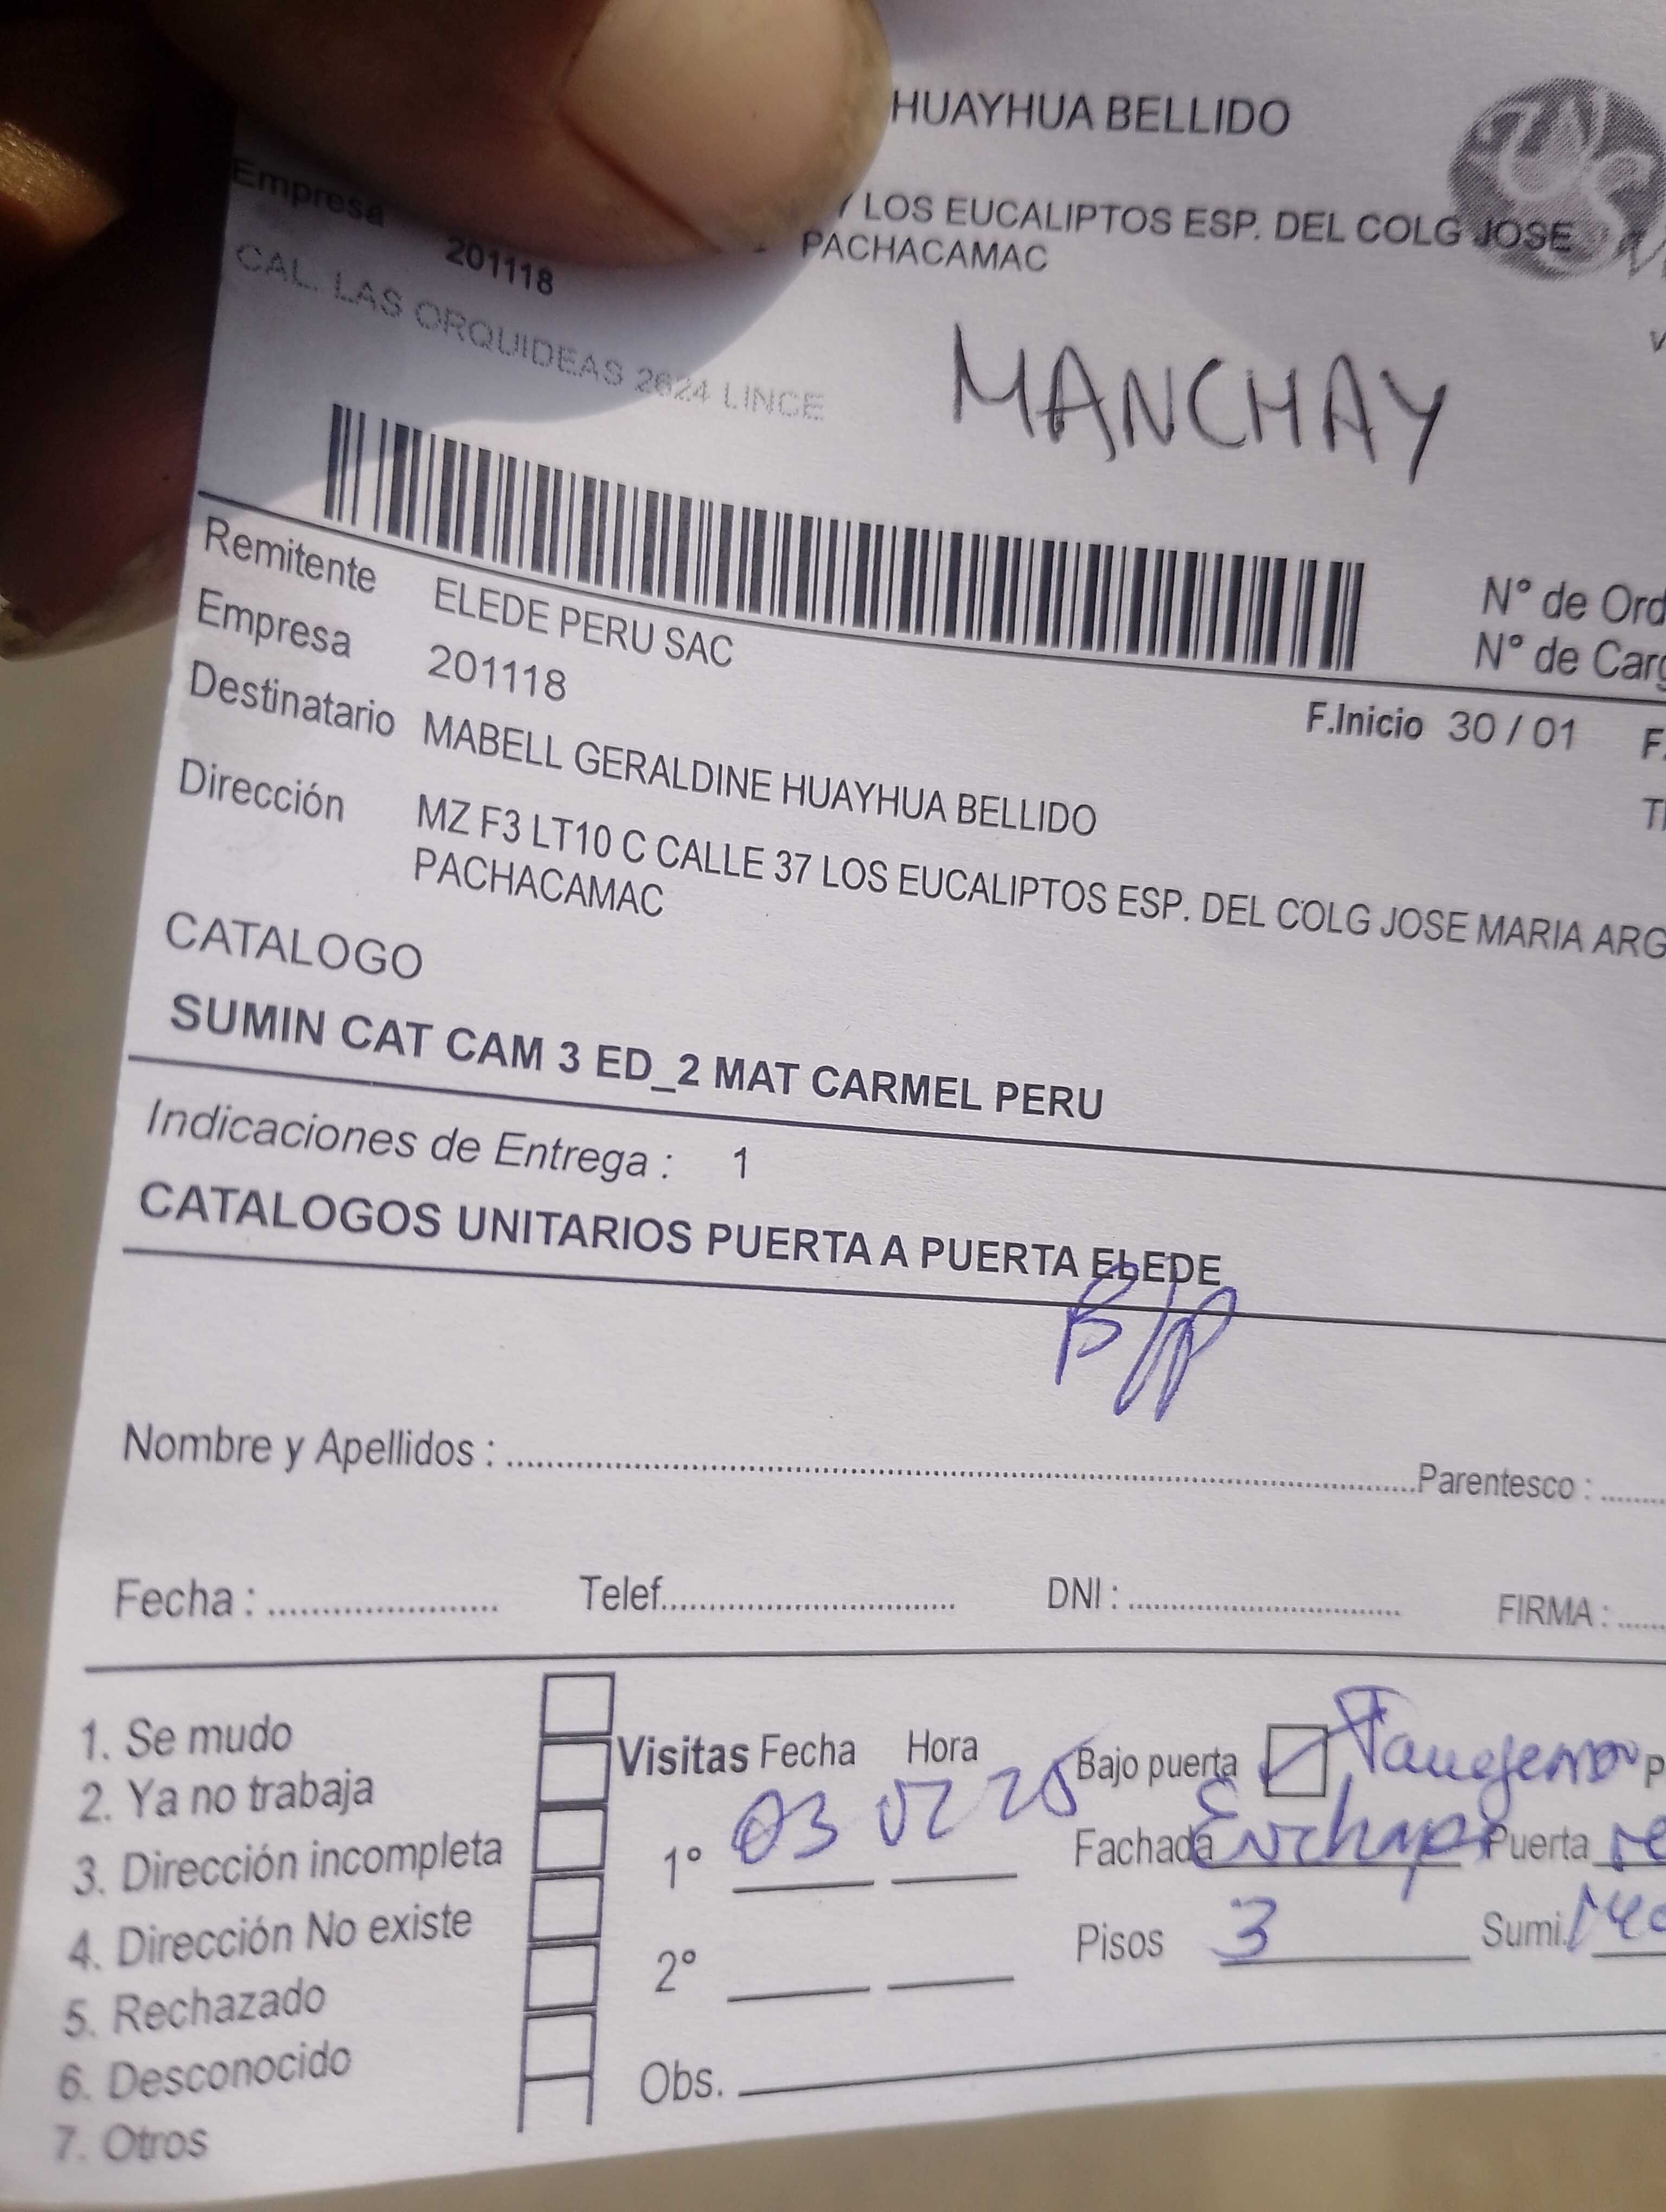 HUAYHUA BELLIDO
Y LOS EUCALIPTOS ESP. DEL COLG JOSE
PACHACAMAC
Empresa 201118
CAL. LAS ORQUIDEAS 2624 LINCE
MANCHAY
N° de Ord
N° de Carg
Remitente ELEDE PERU SAC
Empresa 201118
F.Inicio 30 / 01 F.
Destinatario MABELL GERALDINE HUAYHUA BELLIDO
Dirección MZ F3 LT10 C CALLE 37 LOS EUCALIPTOS ESP. DEL COLG JOSE MARIA ARG
PACHACAMAC
CATALOGO
SUMIN CAT CAM 3 ED_2 MAT CARMEL PERU
Indicaciones de Entrega : 1
CATALOGOS UNITARIOS PUERTA A PUERTA ELEDE
B/P
Nombre y Apellidos : Parentesco :
Fecha : Telef. DNI : FIRMA :
1. Se mudo
2. Ya no trabaja
3. Dirección incompleta
4. Dirección No existe
5. Rechazado
6. Desconocido
7. Otros
Visitas Fecha Hora Bajo puerta
1° 03 02 25 Fachada Puerta
2° Pisos 3 Sumi.
Obs.